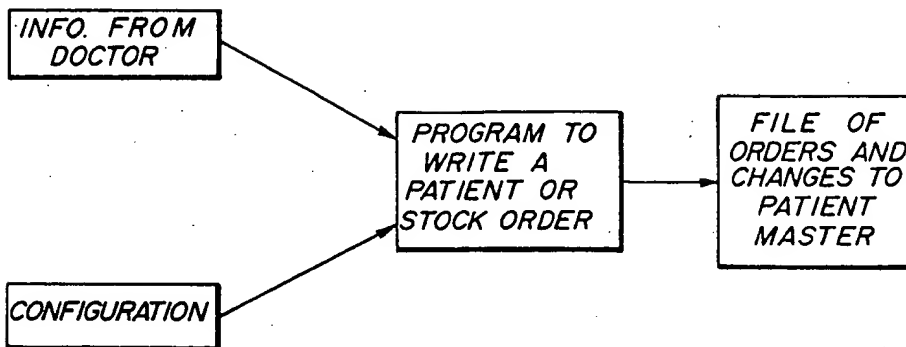 INFO. FROM
DOCTOR
CONFIGURATION
PROGRAM TO
WRITE A
PATIENT OR
STOCK ORDER
FILE OF
ORDERS AND
CHANGES TO
PATIENT
MASTER